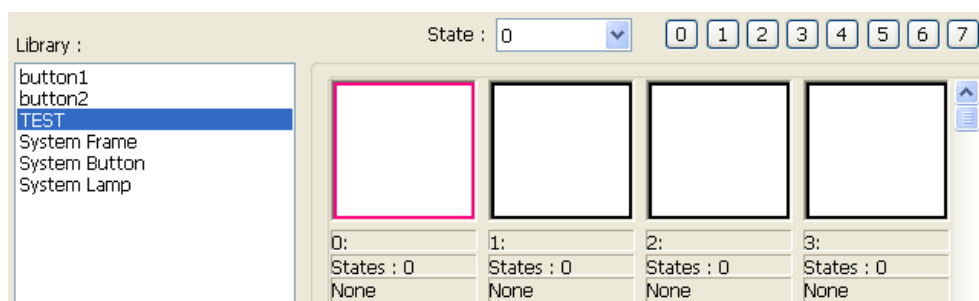 Library :
State : 0
0 1 2 3 4 5 6 7
button1
button2
TEST
System Frame
System Button
System Lamp
0: 1: 2: 3:
States : 0 States : 0 States : 0 States : 0
None None None None